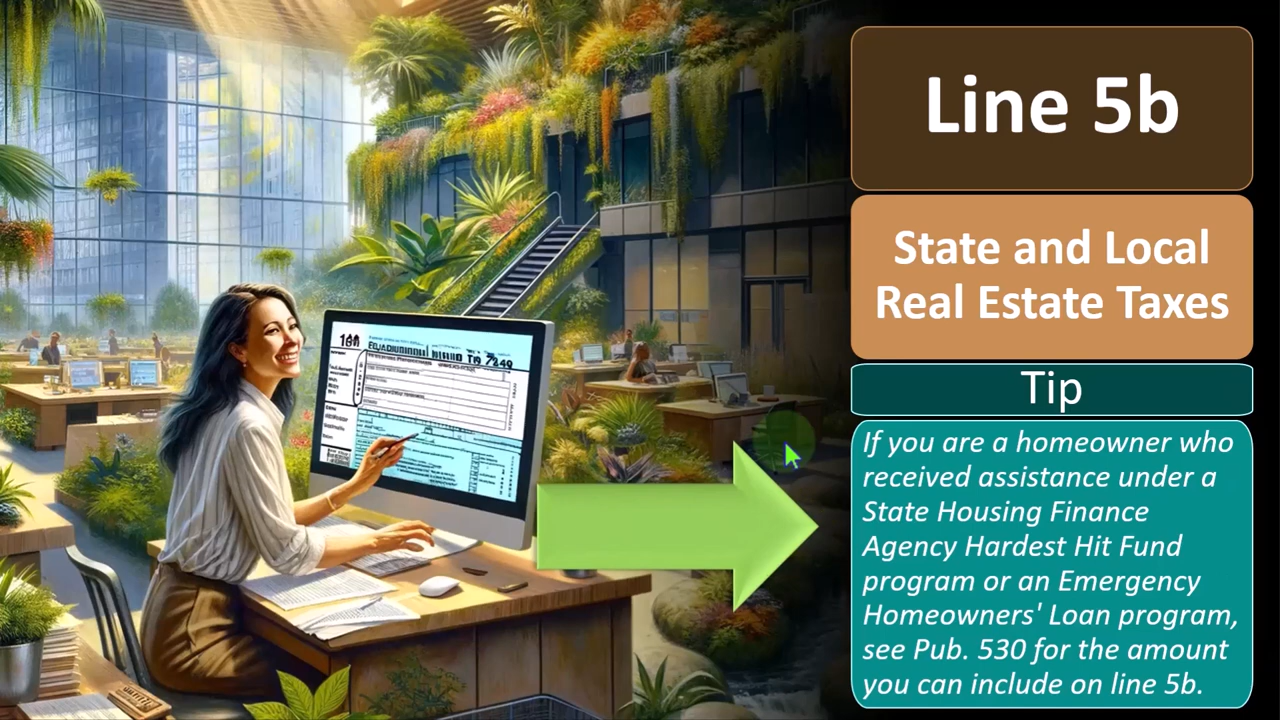 Line 5b
State and Local
Real Estate Taxes
Tip
If you are a homeowner who
received assistance under a
State Housing Finance
Agency Hardest Hit Fund
program or an Emergency
Homeowners' Loan program,
see Pub. 530 for the amount
you can include on line 5b.